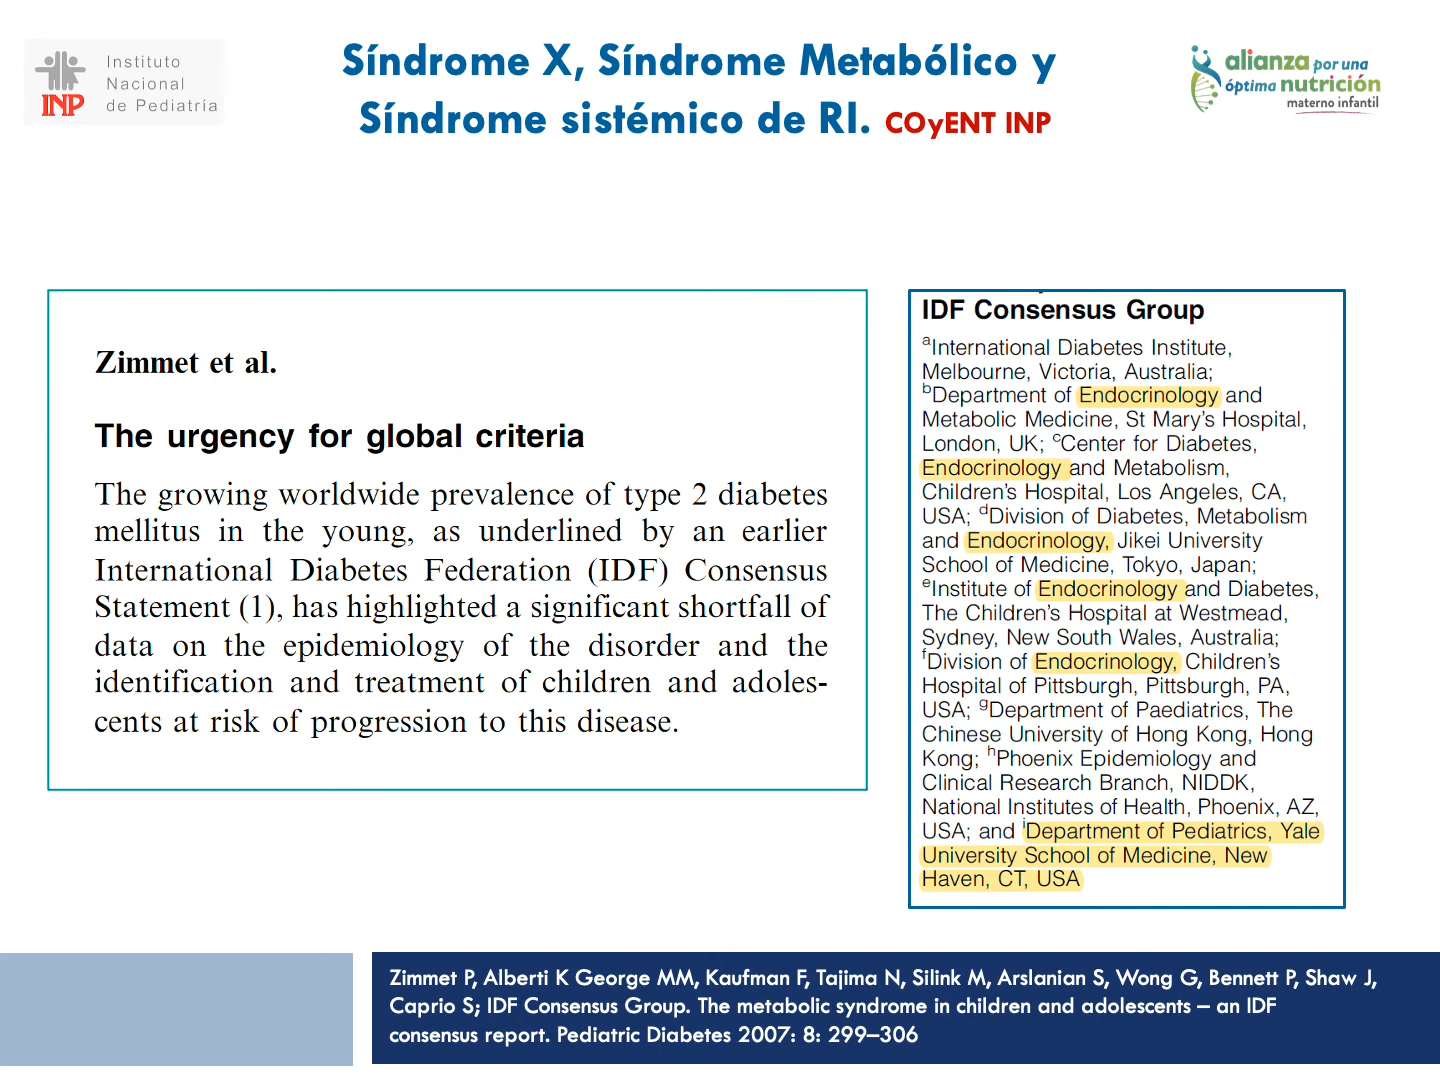 Instituto
Nacional
de Pediatría
INP
Síndrome X, Síndrome Metabólico y
Síndrome sistémico de RI. COyENT INP
alianza por una
óptima nutrición
materno infantil
Zimmet et al.
The urgency for global criteria
The growing worldwide prevalence of type 2 diabetes
mellitus in the young, as underlined by an earlier
International Diabetes Federation (IDF) Consensus
Statement (1), has highlighted a significant shortfall of
data on the epidemiology of the disorder and the
identification and treatment of children and adoles-
cents at risk of progression to this disease.
IDF Consensus Group
aInternational Diabetes Institute,
Melbourne, Victoria, Australia;
bDepartment of Endocrinology and
Metabolic Medicine, St Mary's Hospital,
London, UK; cCenter for Diabetes,
Endocrinology and Metabolism,
Children's Hospital, Los Angeles, CA,
USA; dDivision of Diabetes, Metabolism
and Endocrinology, Jikei University
School of Medicine, Tokyo, Japan;
eInstitute of Endocrinology and Diabetes,
The Children's Hospital at Westmead,
Sydney, New South Wales, Australia;
fDivision of Endocrinology, Children's
Hospital of Pittsburgh, Pittsburgh, PA,
USA; gDepartment of Paediatrics, The
Chinese University of Hong Kong, Hong
Kong; hPhoenix Epidemiology and
Clinical Research Branch, NIDDK,
National Institutes of Health, Phoenix, AZ,
USA; and iDepartment of Pediatrics, Yale
University School of Medicine, New
Haven, CT, USA
Zimmet P, Alberti K George MM, Kaufman F, Tajima N, Silink M, Arslanian S, Wong G, Bennett P, Shaw J,
Caprio S; IDF Consensus Group. The metabolic syndrome in children and adolescents – an IDF
consensus report. Pediatric Diabetes 2007: 8: 299–306